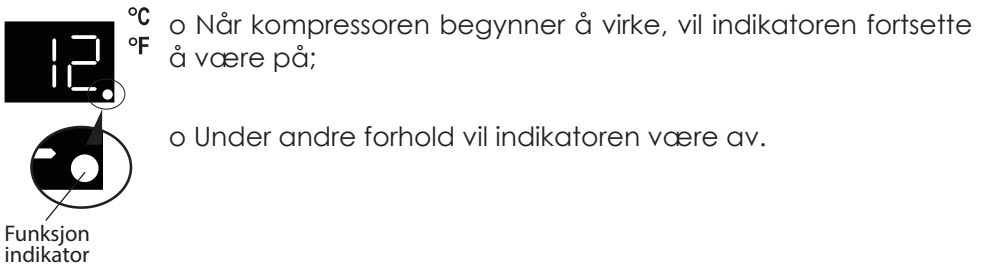 12
°C
°F
o Når kompressoren begynner å virke, vil indikatoren fortsette
å være på;
o Under andre forhold vil indikatoren være av.
Funksjon
indikator